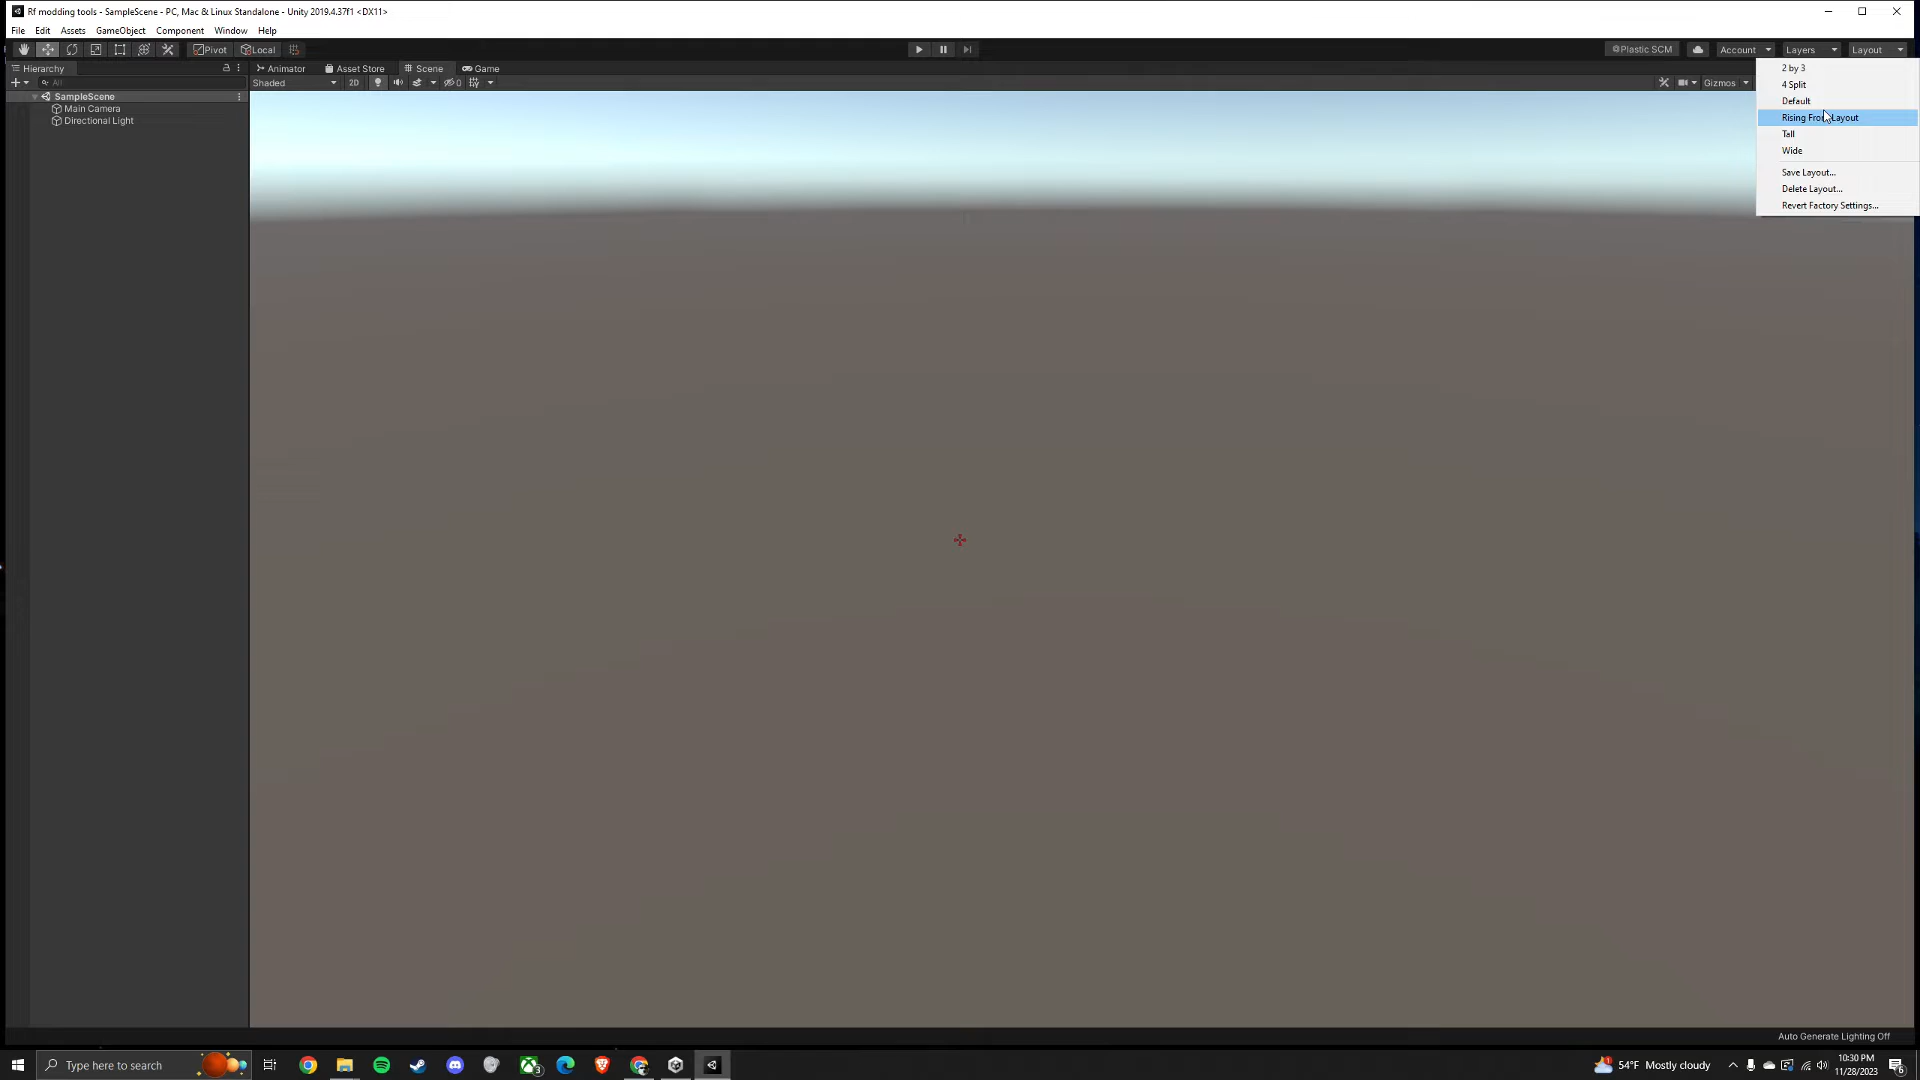 Rf modding tools - SampleScene - PC, Mac & Linux Standalone - Unity 2019.4.37f1 <DX11>
File Edit Assets GameObject Component Window Help
Pivot Local Plastic SCM Account Layers Layout
Hierarchy Animator Asset Store Scene Game
All Shaded 2D 0 Gizmos
SampleScene
Main Camera
Directional Light
2 by 3
4 Split
Default
Rising Layout
Tall
Wide
Save Layout...
Delete Layout...
Revert Factory Settings...
Auto Generate Lighting Off
Type here to search
3
1
54°F Mostly cloudy
10:30 PM
11/28/2023
6